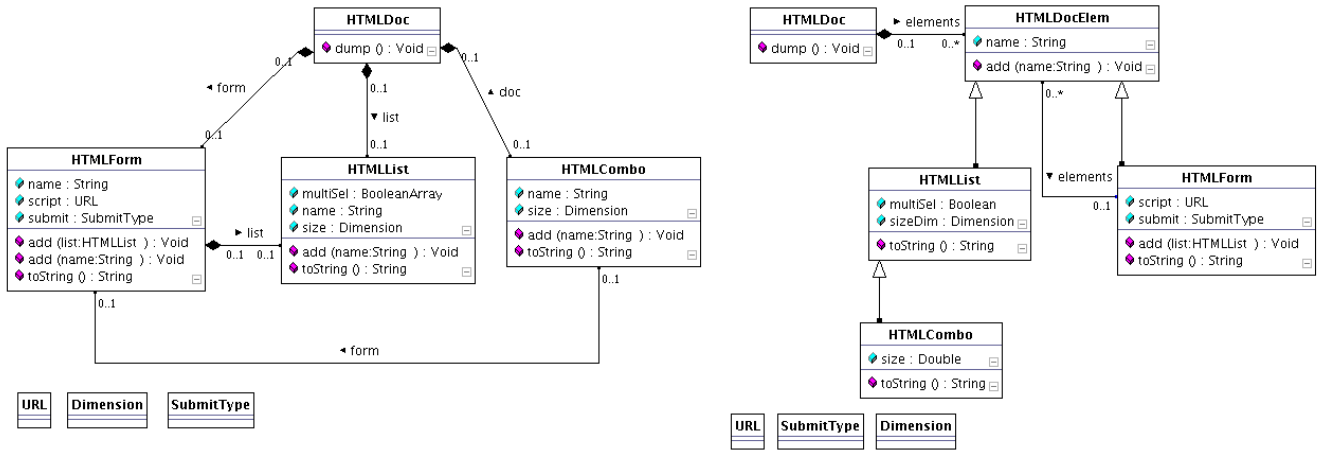 HTMLDoc
dump () : Void
0..1
0..1
0..1
◄ form
▼ list
▲ doc
0..1
0..1
0..1
HTMLForm
name : String
script : URL
submit : SubmitType
add (list:HTMLList ) : Void
add (name:String ) : Void
toString () : String
► list
0..1
0..1
HTMLList
multiSel : BooleanArray
name : String
size : Dimension
add (name:String ) : Void
toString () : String
HTMLCombo
name : String
size : Dimension
add (name:String ) : Void
toString () : String
0..1
0..1
◄ form
URL
Dimension
SubmitType
HTMLDoc
dump () : Void
► elements
0..1
0..*
HTMLDocElem
name : String
add (name:String ) : Void
0..*
▼ elements
0..1
HTMLList
multiSel : Boolean
sizeDim : Dimension
toString () : String
HTMLForm
script : URL
submit : SubmitType
add (list:HTMLList ) : Void
toString () : String
HTMLCombo
size : Double
toString () : String
URL
SubmitType
Dimension